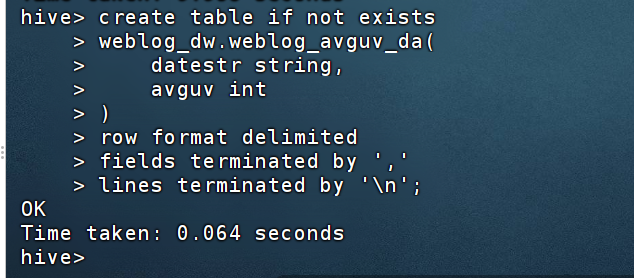 hive> create table if not exists
    > weblog_dw.weblog_avguv_da(
    >     datestr string,
    >     avguv int
    > )
    > row format delimited
    > fields terminated by ','
    > lines terminated by '\n';
OK
Time taken: 0.064 seconds
hive>